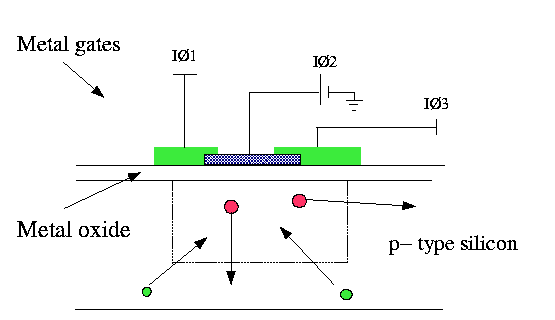 Metal gates
IØ1
IØ2
IØ3
Metal oxide
p– type silicon